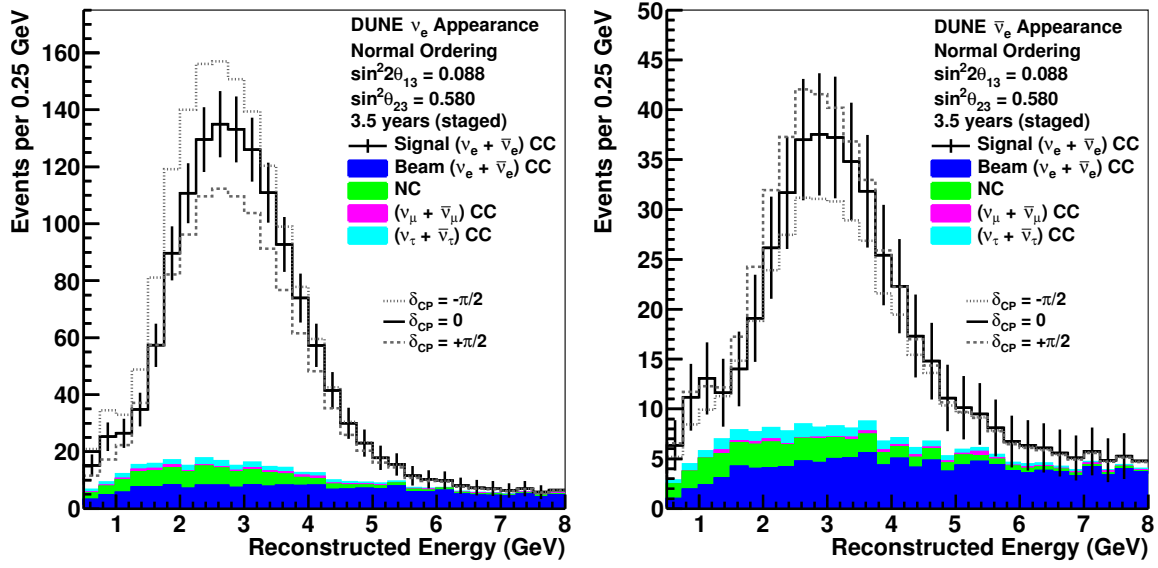 DUNE νe Appearance
Normal Ordering
sin²2θ13 = 0.088
sin²θ23 = 0.580
3.5 years (staged)
Signal (νe + ν̅e) CC
Beam (νe + ν̅e) CC
NC
(νμ + ν̅μ) CC
(ντ + ν̅τ) CC
δCP = -π/2
δCP = 0
δCP = +π/2
Events per 0.25 GeV
160
140
120
100
80
60
40
20
0
1 2 3 4 5 6 7 8
Reconstructed Energy (GeV)
DUNE ν̅e Appearance
Normal Ordering
sin²2θ13 = 0.088
sin²θ23 = 0.580
3.5 years (staged)
Signal (νe + ν̅e) CC
Beam (νe + ν̅e) CC
NC
(νμ + ν̅μ) CC
(ντ + ν̅τ) CC
δCP = -π/2
δCP = 0
δCP = +π/2
Events per 0.25 GeV
50
45
40
35
30
25
20
15
10
5
0
1 2 3 4 5 6 7 8
Reconstructed Energy (GeV)